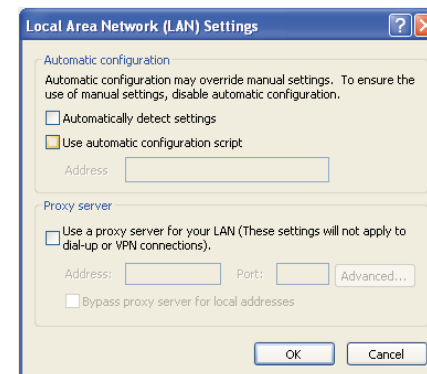 Local Area Network (LAN) Settings
Automatic configuration
Automatic configuration may override manual settings. To ensure the
use of manual settings, disable automatic configuration.
Automatically detect settings
Use automatic configuration script
Address
Proxy server
Use a proxy server for your LAN (These settings will not apply to
dial-up or VPN connections).
Address: Port: Advanced...
Bypass proxy server for local addresses
OK Cancel